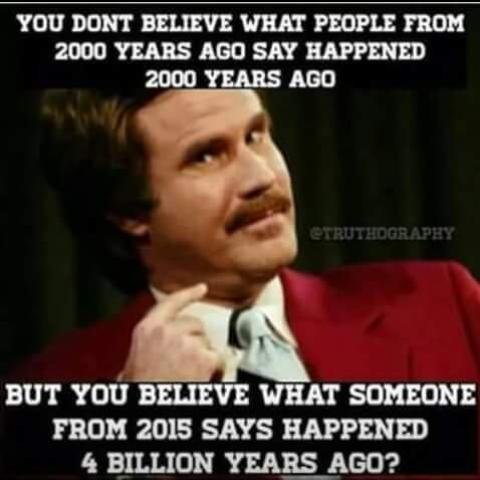 YOU DONT BELIEVE WHAT PEOPLE FROM
2000 YEARS AGO SAY HAPPENED
2000 YEARS AGO
@TRUTHOGRAPHY
BUT YOU BELIEVE WHAT SOMEONE
FROM 2015 SAYS HAPPENED
4 BILLION YEARS AGO?